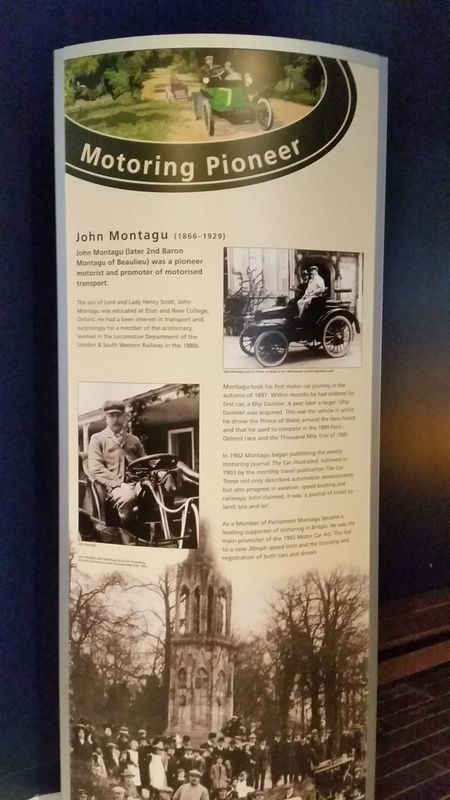 Motoring Pioneer
John Montagu (1866–1929)
John Montagu (later 2nd Baron
Montagu of Beaulieu) was a pioneer
motorist and promoter of motorised
transport.
The son of Lord and Lady Henry Scott, John
Montagu was educated at Eton and New College,
Oxford. He had a keen interest in transport and,
surprisingly for a member of the aristocracy,
worked in the Locomotive Department of the
London & South Western Railway in the 1880s.
Montagu took his first motor car journey in the
autumn of 1897. Within months he had ordered his
first car, a 6hp Daimler. A year later a larger 12hp
Daimler was acquired. This was the vehicle in which
he drove the Prince of Wales around the New Forest
and that he used to compete in the 1899 Paris -
Ostend race and the Thousand Mile Trial of 1900.
In 1902 Montagu began publishing the weekly
motoring journal The Car Illustrated, followed in
1903 by the monthly travel publication The Car.
These not only described automobile developments
but also progress in aviation, speed boating and
railways; John claimed, it was 'a journal of travel by
land, sea and air'.
As a Member of Parliament Montagu became a
leading supporter of motoring in Britain. He was the
main promoter of the 1903 Motor Car Act. This led
to a new 20mph speed limit and the licensing and
registration of both cars and drivers.
John Montagu